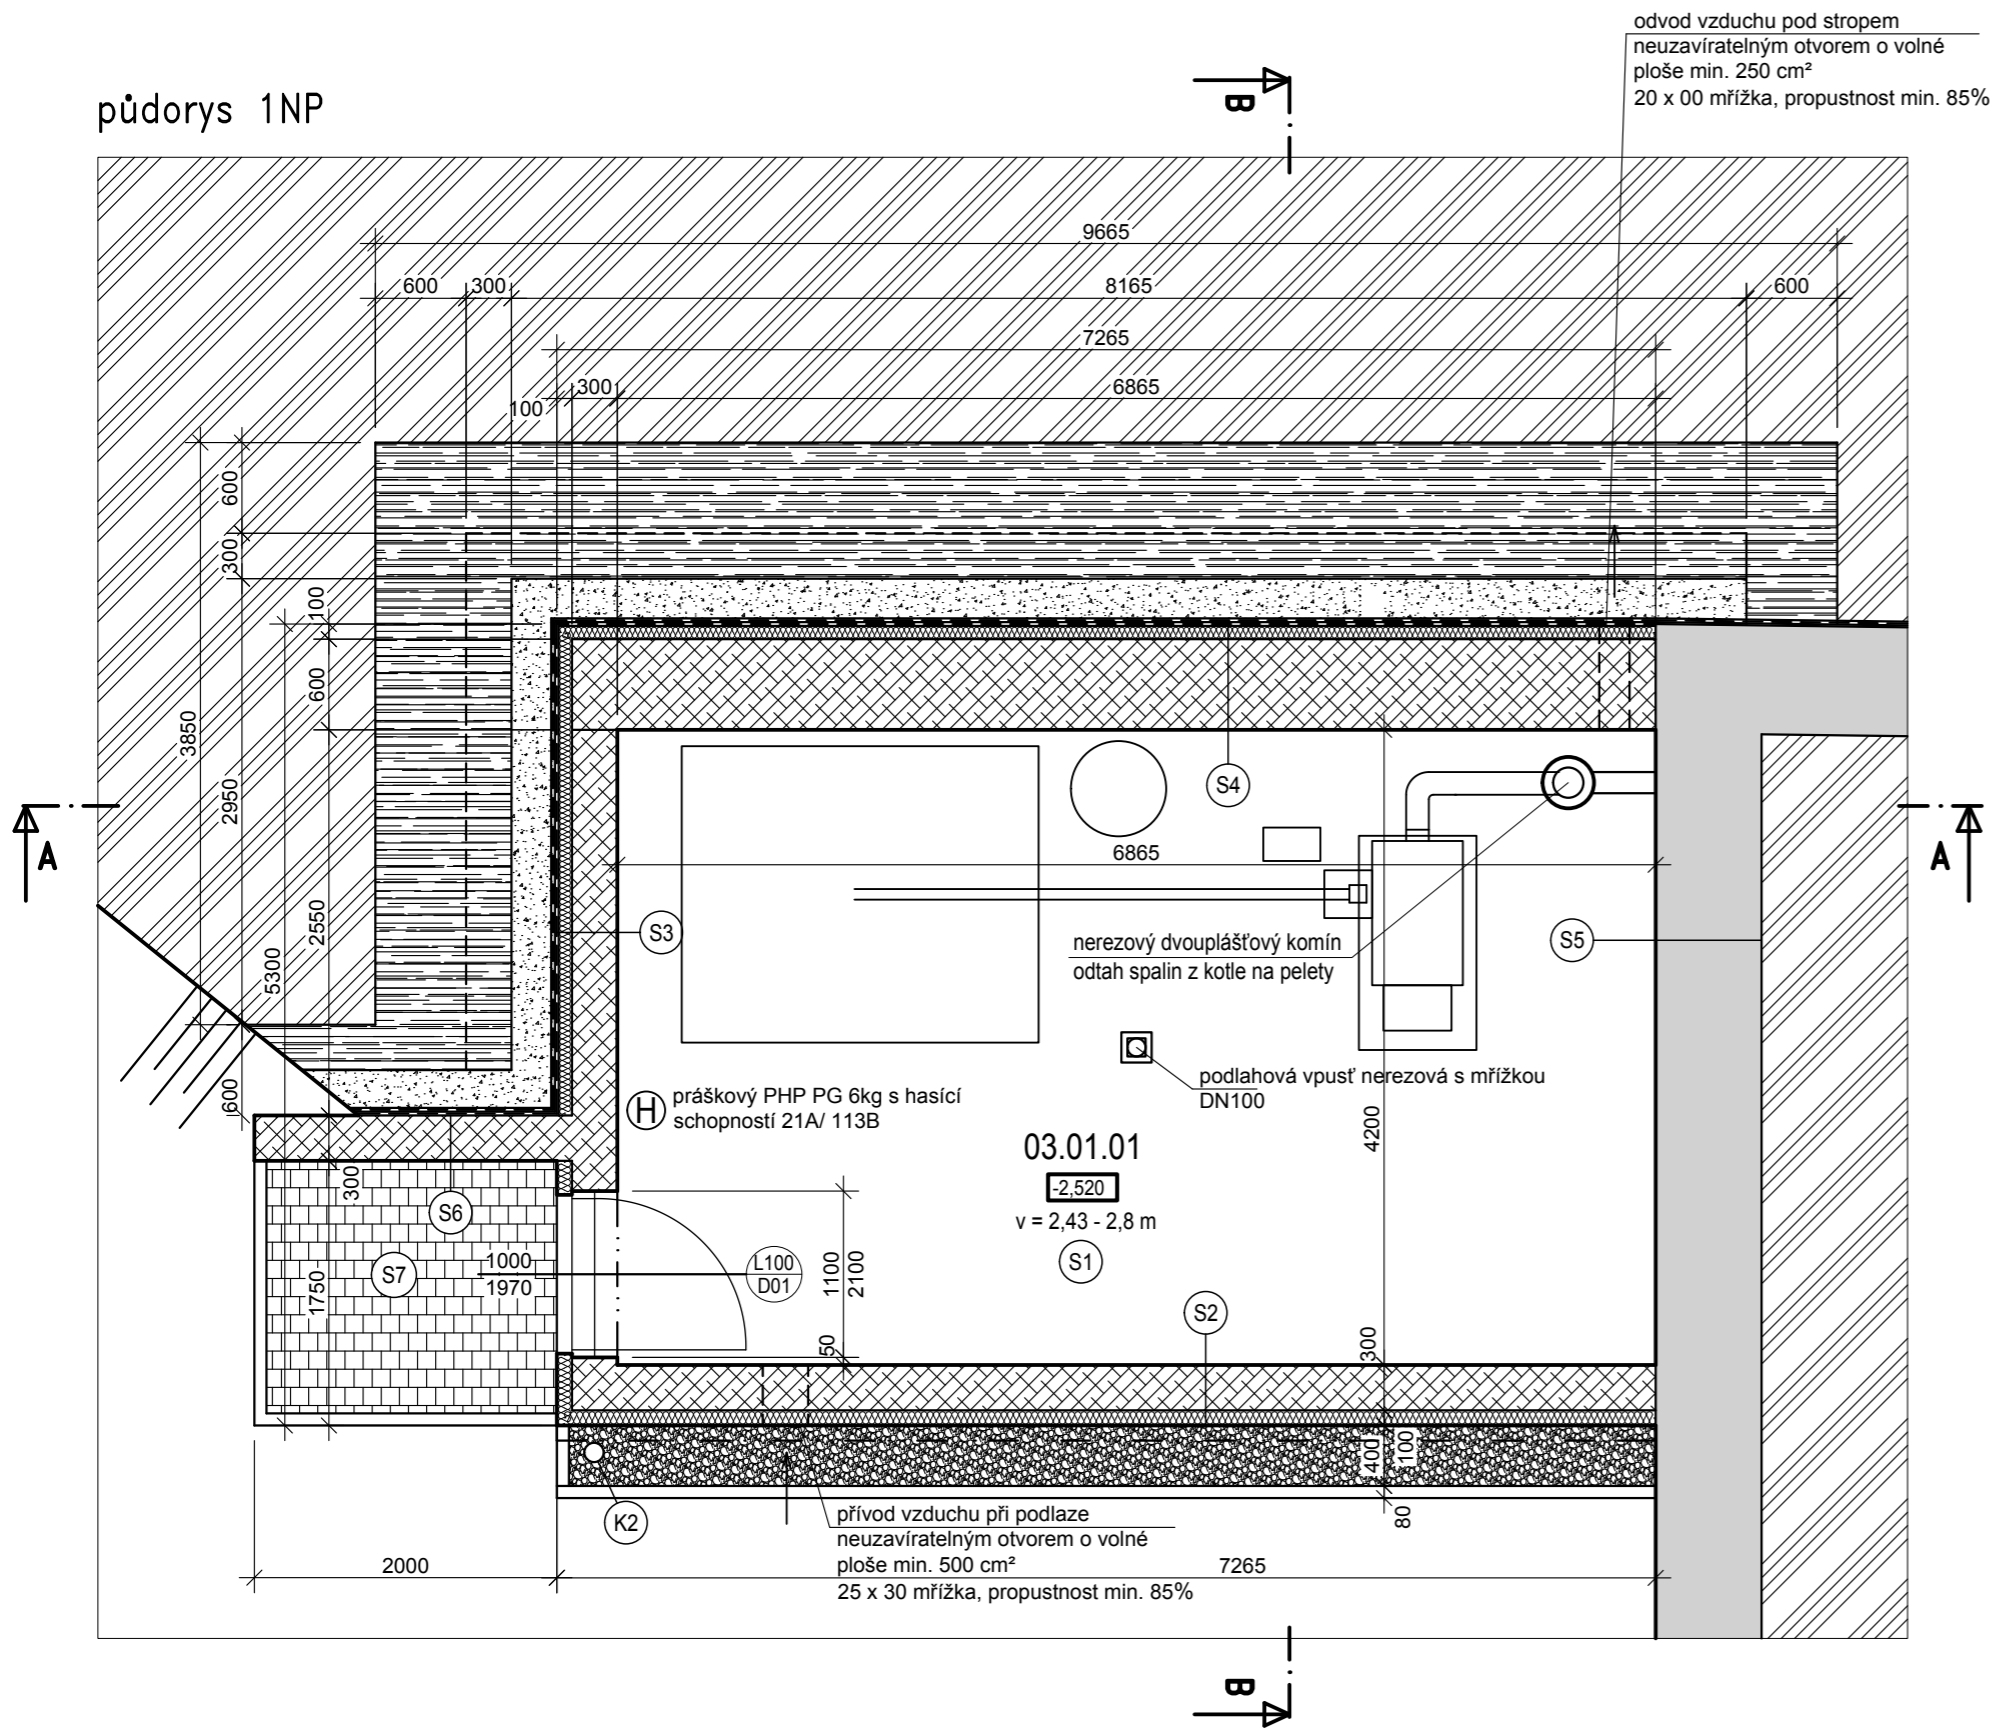 odvod vzduchu pod stropem
neuzavíratelným otvorem o volné
ploše min. 250 cm²
20 x 00 mřížka, propustnost min. 85%
půdorys 1NP
B
9665
600
300
8165
600
7265
300
6865
100
600
300
100
600
3850
2950
2550
5300
600
S4
A
A
6865
S3
S5
nerezový dvouplášťový komín
odtah spalin z kotle na pelety
podlahová vpusť nerezová s mřížkou
DN100
H
práškový PHP PG 6kg s hasící
schopností 21A/ 113B
4200
03.01.01
-2,520
v = 2,43 - 2,8 m
S1
300
S6
S7
1000
1970
L100
D01
1100
2100
1750
S2
50
300
400
100
80
K2
přívod vzduchu při podlaze
neuzavíratelným otvorem o volné
ploše min. 500 cm²
25 x 30 mřížka, propustnost min. 85%
2000
7265
B